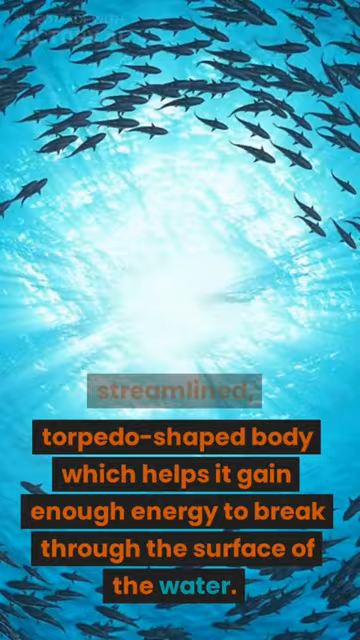 streamlined,
torpedo-shaped body
which helps it gain
enough energy to break
through the surface of
the water.